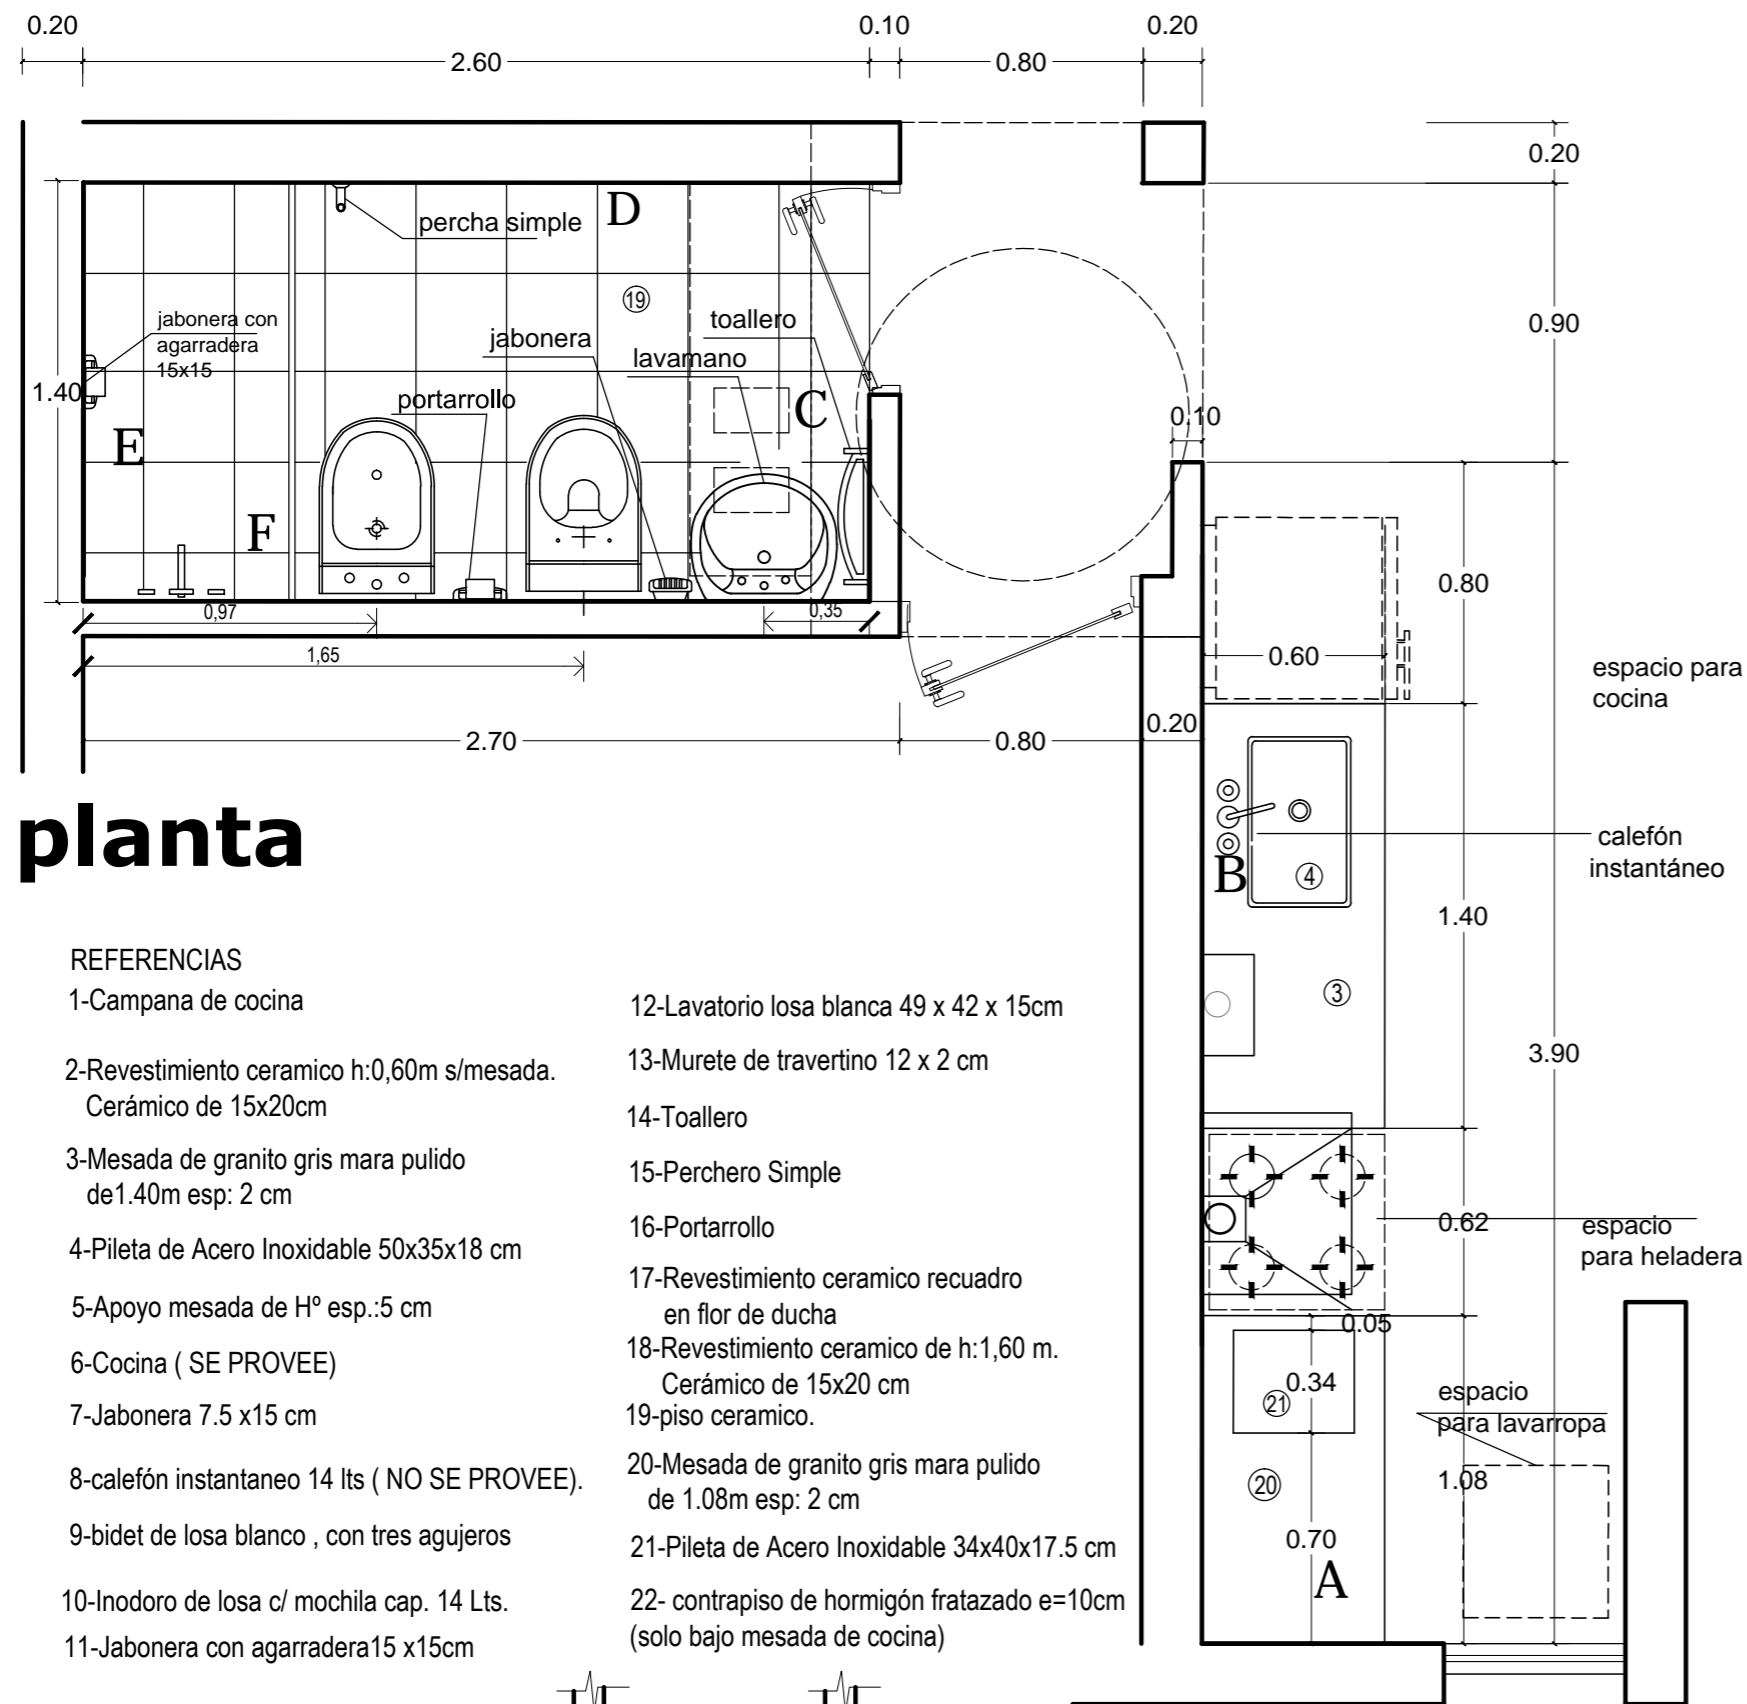 0.20
0.10
0.20
2.60
0.80
0.20
percha simple
D
19
jabonera con
agarradera
15x15
toallero
jabonera
lavamano
0.90
1.40
portarrollo
C
0.10
E
F
0.80
0,97
0,35
1,65
0.60
espacio para
cocina
2.70
0.80
0.20
planta
calefón
instantáneo
B
4
1.40
3
3.90
0.62
espacio
para heladera
0.05
0.34
21
espacio
para lavarropa
20
1.08
0.70
A
REFERENCIAS
1-Campana de cocina
2-Revestimiento ceramico h:0,60m s/mesada.
Cerámico de 15x20cm
3-Mesada de granito gris mara pulido
de1.40m esp: 2 cm
4-Pileta de Acero Inoxidable 50x35x18 cm
5-Apoyo mesada de Hº esp.:5 cm
6-Cocina ( SE PROVEE)
7-Jabonera 7.5 x15 cm
8-calefón instantaneo 14 lts ( NO SE PROVEE).
9-bidet de losa blanco , con tres agujeros
10-Inodoro de losa c/ mochila cap. 14 Lts.
11-Jabonera con agarradera15 x15cm
12-Lavatorio losa blanca 49 x 42 x 15cm
13-Murete de travertino 12 x 2 cm
14-Toallero
15-Perchero Simple
16-Portarrollo
17-Revestimiento ceramico recuadro
en flor de ducha
18-Revestimiento ceramico de h:1,60 m.
Cerámico de 15x20 cm
19-piso ceramico.
20-Mesada de granito gris mara pulido
de 1.08m esp: 2 cm
21-Pileta de Acero Inoxidable 34x40x17.5 cm
22- contrapiso de hormigón fratazado e=10cm
(solo bajo mesada de cocina)